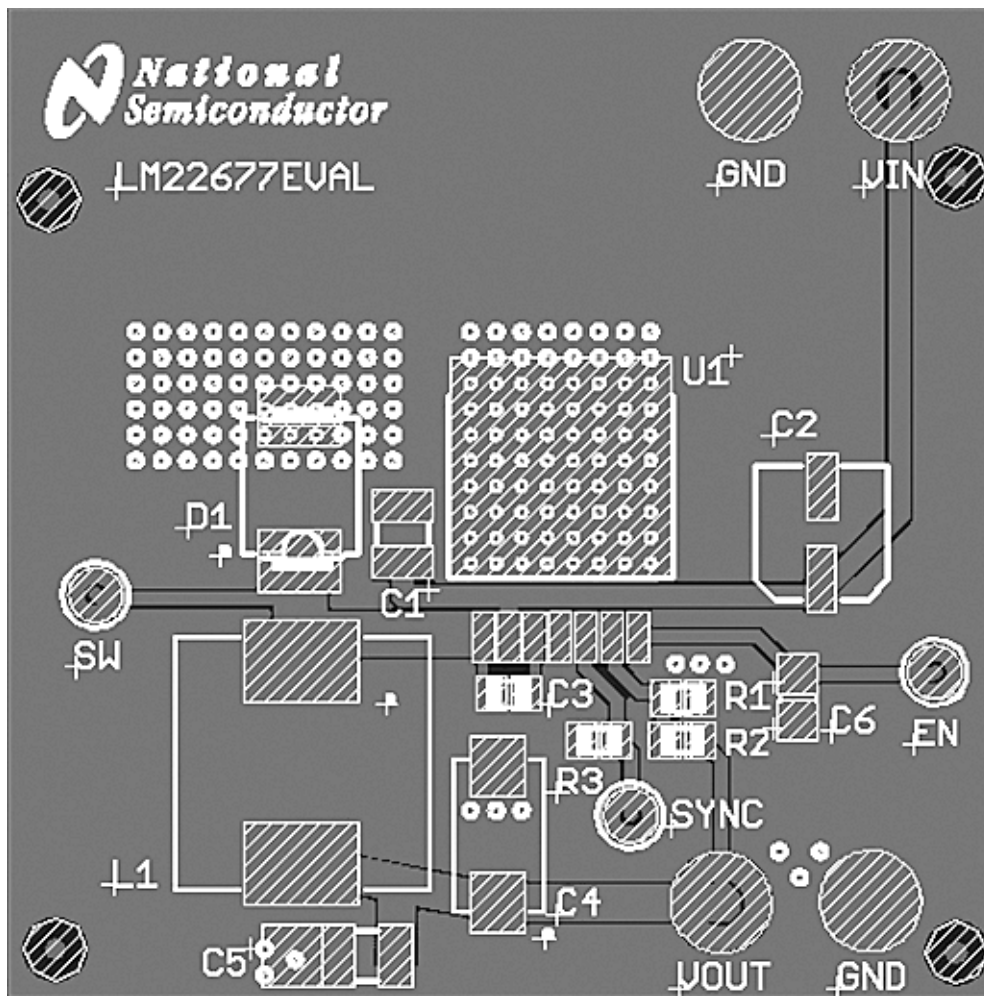 National
Semiconductor
LM22677EVAL
GND
VIN
U1
C2
D1
C1
SW
C3
R1
C6
EN
R2
R3
SYNC
L1
C4
C5
VOUT
GND